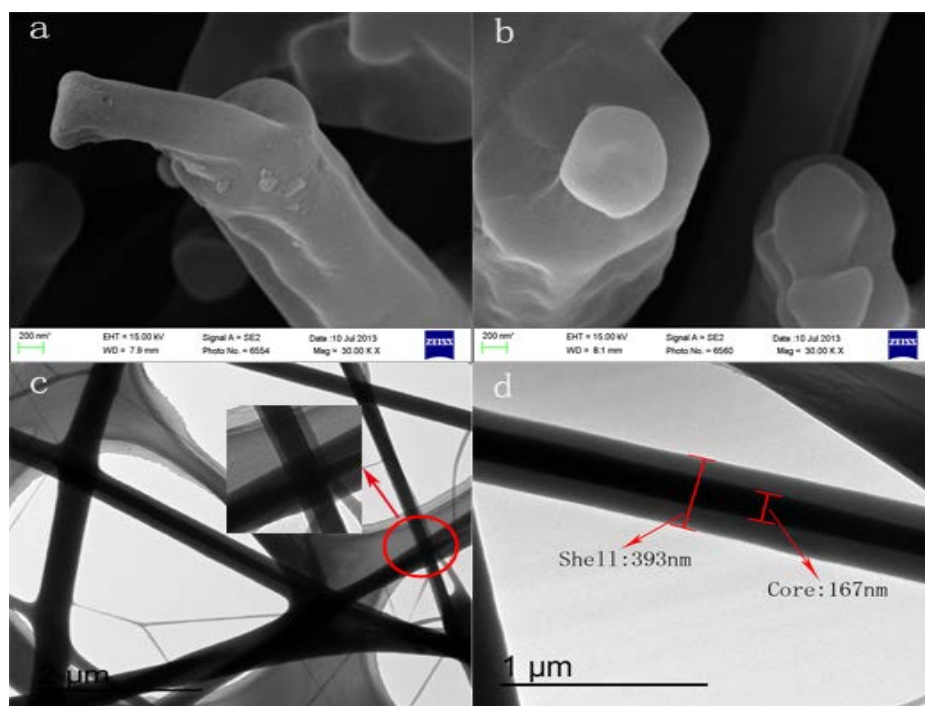 a
b
200 nm
EHT = 15.00 kV
Signal A = SE2
Date :10 Jul 2013
WD = 7.9 mm
Photo No. = 6554
Mag = 30.00 K X
ZEISS
200 nm
EHT = 15.00 kV
Signal A = SE2
Date :10 Jul 2013
WD = 8.1 mm
Photo No. = 6560
Mag = 30.00 K X
ZEISS
c
d
Shell:393nm
Core:167nm
2 μm
1 μm